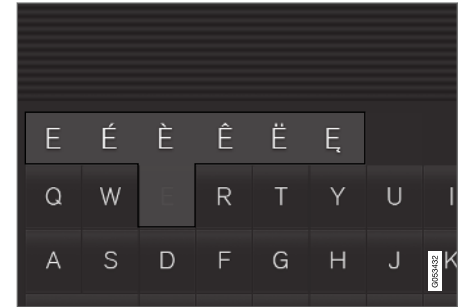 E É È Ê Ë Ę
Q W E R T Y U I
A S D F G H J K
G053432